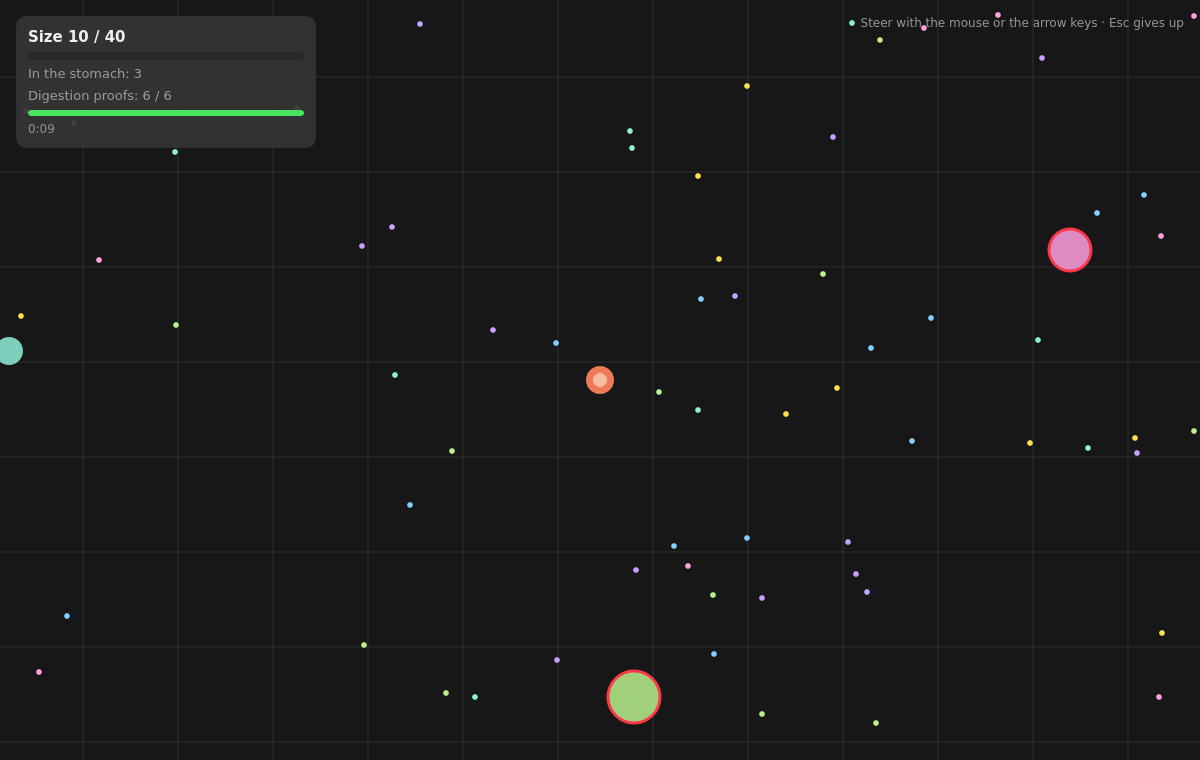 Size 10 / 40
Steer with the mouse or the arrow keys · Esc gives up
In the stomach: 3
Digestion proofs: 6 / 6
0:09